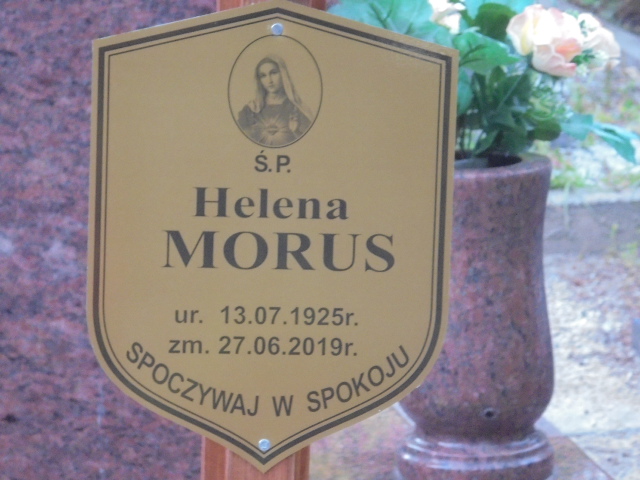 Ś.P.
Helena
MORUS
ur. 13.07.1925r.
zm. 27.06.2019r.
SPOCZYWAJ W SPOKOJU